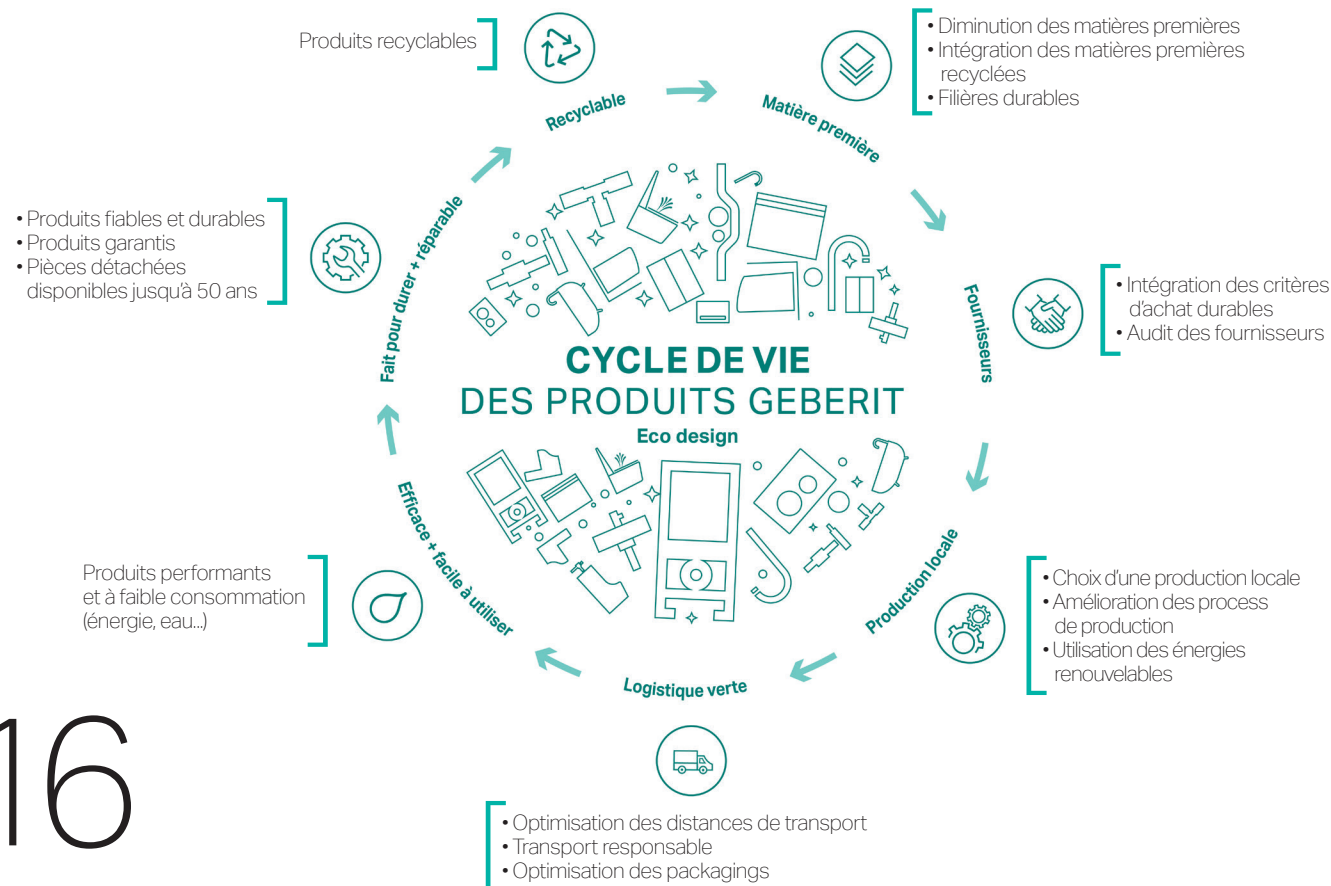 Produits recyclables
Recyclable
Matière première
• Diminution des matières premières
• Intégration des matières premières
recyclées
• Filières durables
• Produits fiables et durables
• Produits garantis
• Pièces détachées
disponibles jusqu'à 50 ans
Fait pour durer + réparable
Fournisseurs
• Intégration des critères
d'achat durables
• Audit des fournisseurs
CYCLE DE VIE
DES PRODUITS GEBERIT
Eco design
Produits performants
et à faible consommation
(énergie, eau...)
Efficace + facile à utiliser
Production locale
• Choix d'une production locale
• Amélioration des process
de production
• Utilisation des énergies
renouvelables
Logistique verte
• Optimisation des distances de transport
• Transport responsable
• Optimisation des packagings
16